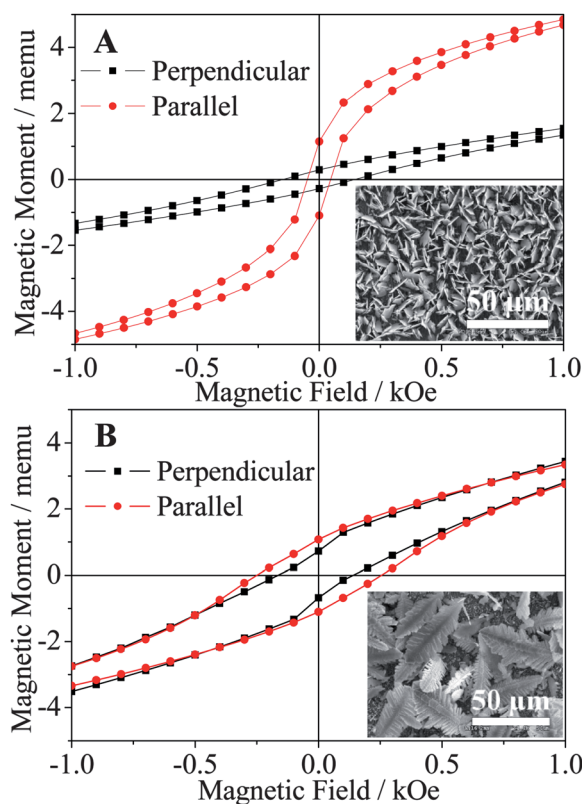 A
Perpendicular
Parallel
Magnetic Moment / memu
4
2
0
-2
-4
50 μm
-1.0 -0.5 0.0 0.5 1.0
Magnetic Field / kOe
B
Perpendicular
Parallel
Magnetic Moment / memu
4
2
0
-2
-4
50 μm
-1.0 -0.5 0.0 0.5 1.0
Magnetic Field / kOe